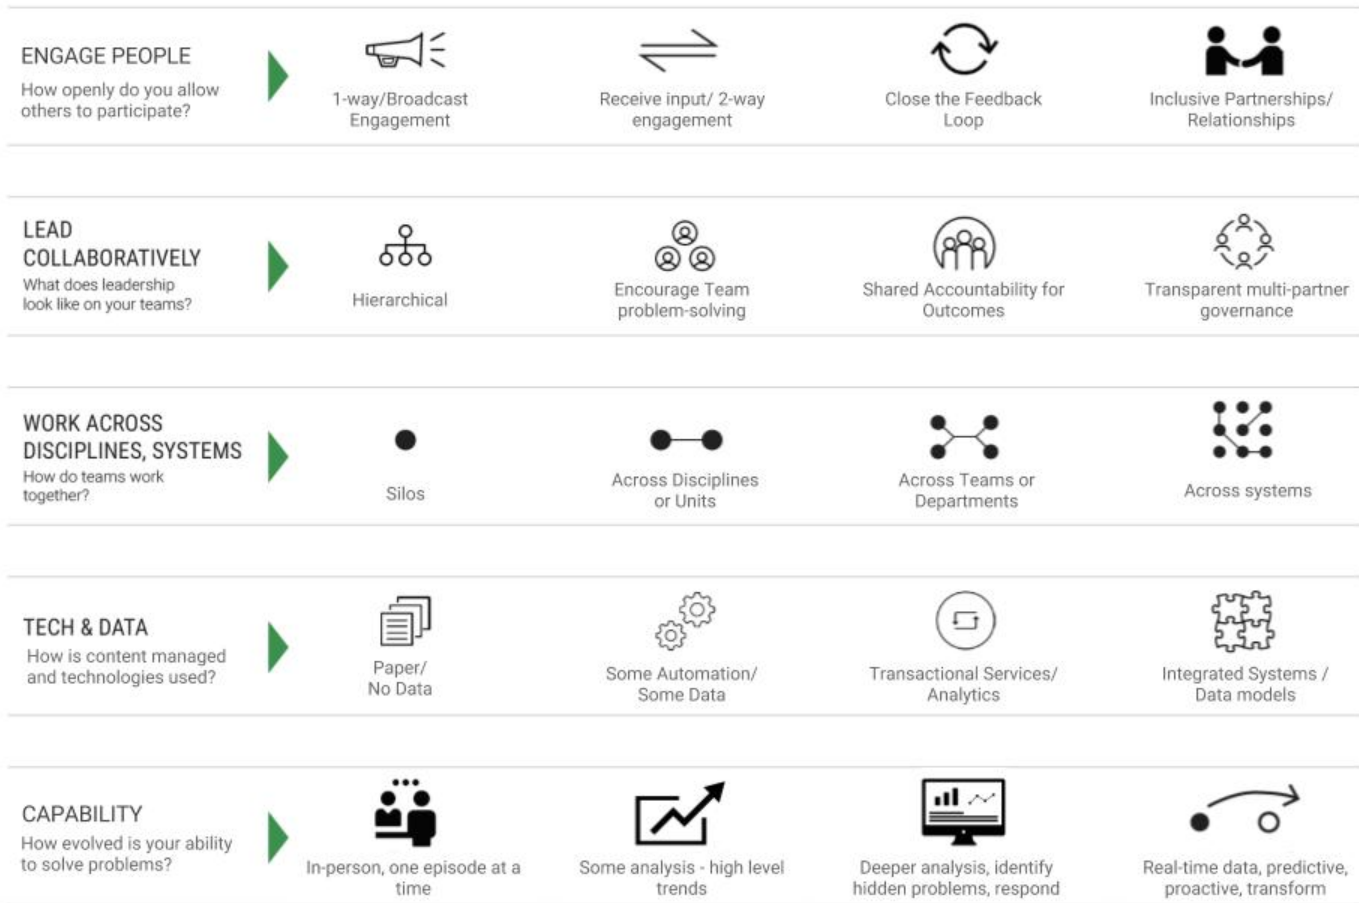 ENGAGE PEOPLE
How openly do you allow
others to participate?
1-way/Broadcast
Engagement
Receive input/ 2-way
engagement
Close the Feedback
Loop
Inclusive Partnerships/
Relationships
LEAD
COLLABORATIVELY
What does leadership
look like on your teams?
Hierarchical
Encourage Team
problem-solving
Shared Accountability for
Outcomes
Transparent multi-partner
governance
WORK ACROSS
DISCIPLINES, SYSTEMS
How do teams work
together?
Silos
Across Disciplines
or Units
Across Teams or
Departments
Across systems
TECH & DATA
How is content managed
and technologies used?
Paper/
No Data
Some Automation/
Some Data
Transactional Services/
Analytics
Integrated Systems /
Data models
CAPABILITY
How evolved is your ability
to solve problems?
In-person, one episode at a
time
Some analysis - high level
trends
Deeper analysis, identify
hidden problems, respond
Real-time data, predictive,
proactive, transform